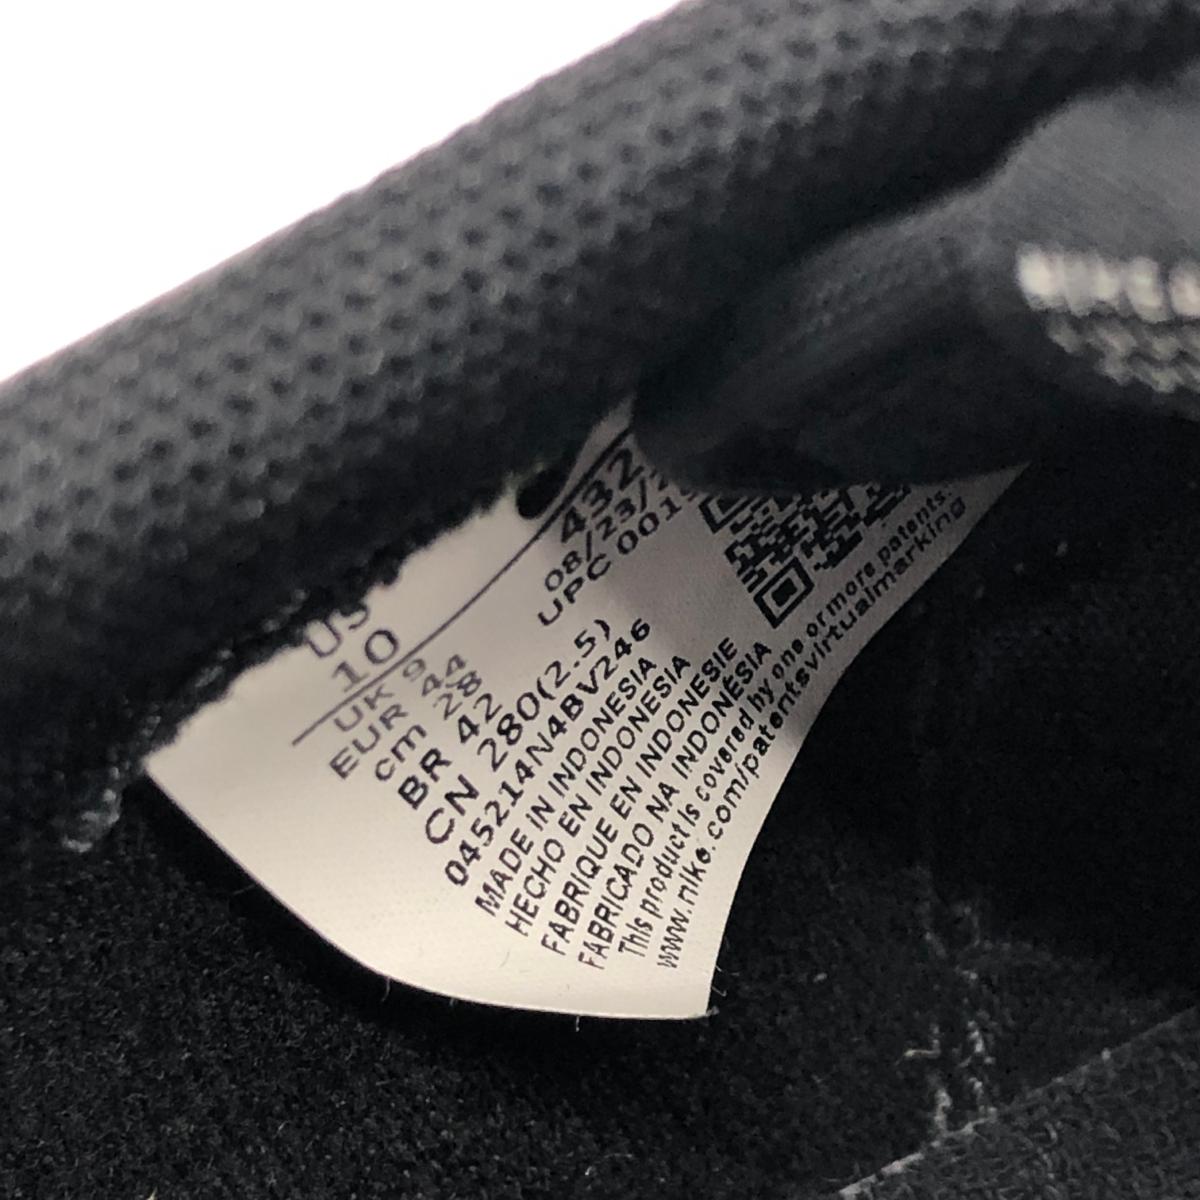 US
10
UK 9
EUR 44
cm 28
BR 42
CN 280(2.5)
045214N4BV246
MADE IN INDONESIA
HECHO EN INDONESIA
FABRIQUE EN INDONESIE
FABRICADO NA INDONÉSIA
This product is covered by one or more patents.
www.nike.com/patentsvirtualmarking
432
08/23/
UPC 001